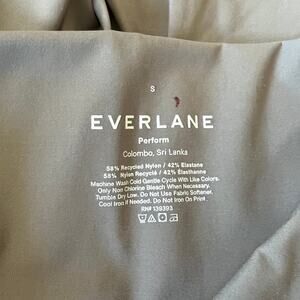 S
EVERLANE
Perform
Colombo, Sri Lanka
58% Recycled Nylon / 42% Elastane
58% Nylon Recyclé / 42% Élasthanne
Machine Wash Cold Gentle Cycle With Like Colors.
Only Non Chlorine Bleach When Necessary.
Tumble Dry Low. Do Not Use Fabric Softener.
Cool Iron if Needed. Do Not Iron On Print.
RN# 139393